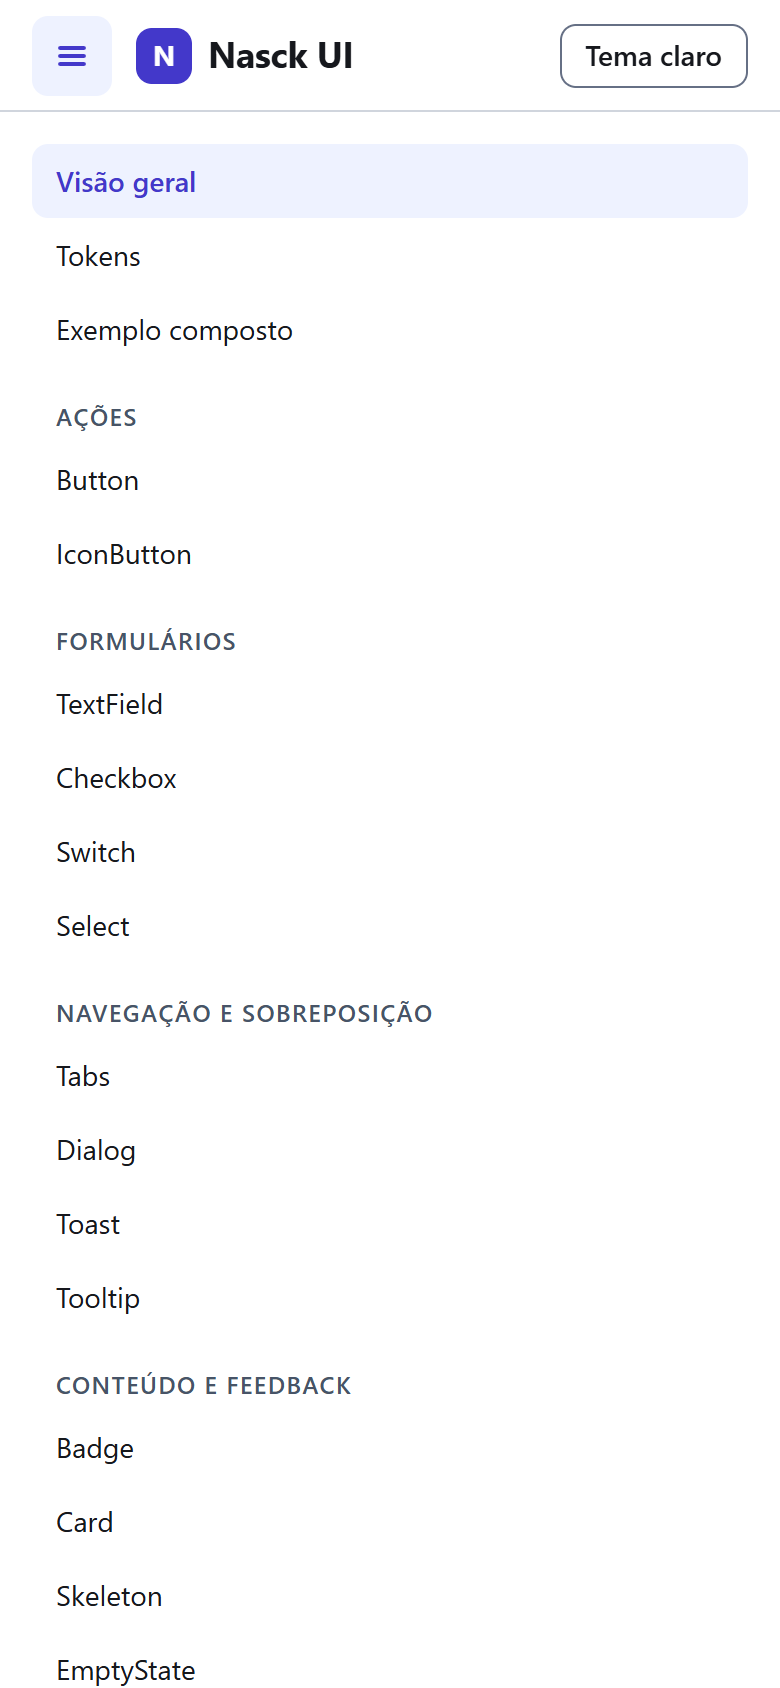 N Nasck UI Tema claro
Visão geral
Tokens
Exemplo composto
AÇÕES
Button
IconButton
FORMULÁRIOS
TextField
Checkbox
Switch
Select
NAVEGAÇÃO E SOBREPOSIÇÃO
Tabs
Dialog
Toast
Tooltip
CONTEÚDO E FEEDBACK
Badge
Card
Skeleton
EmptyState